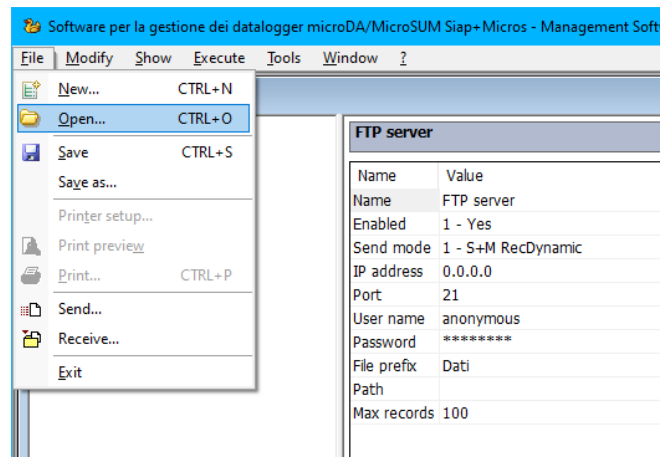 Software per la gestione dei datalogger microDA/MicroSUM Siap+Micros - Management Soft
File Modify Show Execute Tools Window ?
New... CTRL+N
Open... CTRL+O
Save CTRL+S
Save as...
Printer setup...
Print preview
Print... CTRL+P
Send...
Receive...
Exit
FTP server
Name Value
Name FTP server
Enabled 1 - Yes
Send mode 1 - S+M RecDynamic
IP address 0.0.0.0
Port 21
User name anonymous
Password ********
File prefix Dati
Path
Max records 100